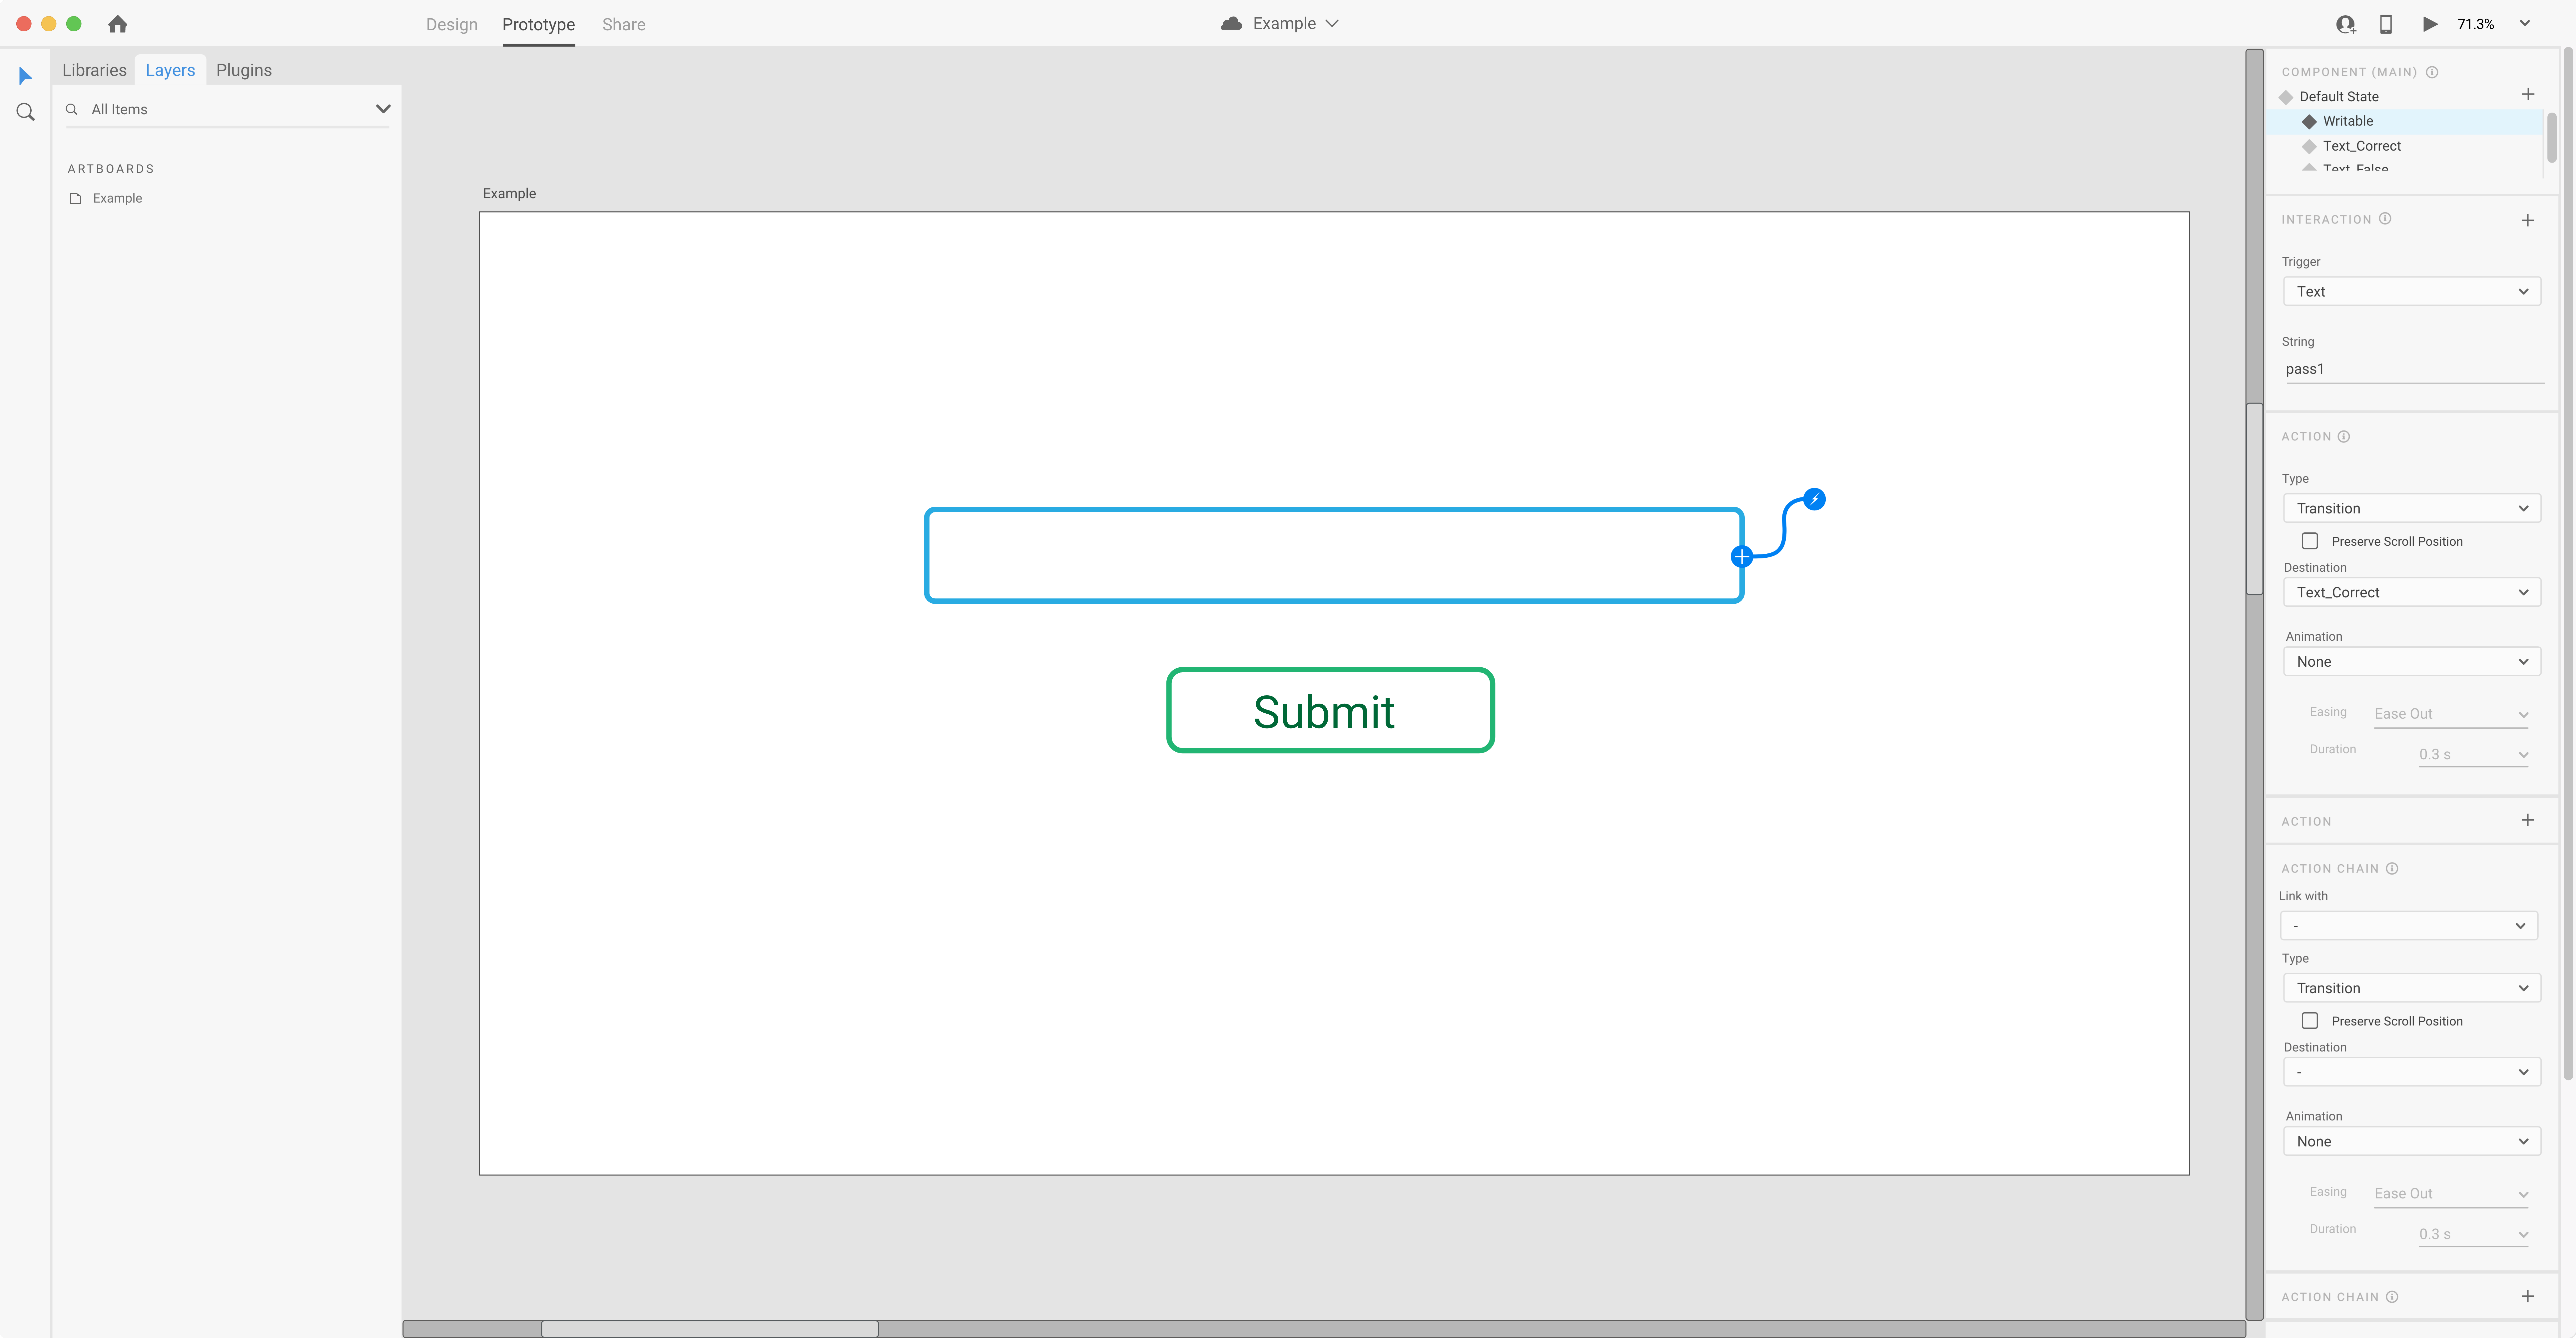 Design
Prototype
Share
Example
71.3%
Libraries
Layers
Plugins
All Items
ARTBOARDS
Example
Example
Submit
COMPONENT (MAIN)
Default State
Writable
Text_Correct
Text_False
INTERACTION
Trigger
Text
String
pass1
ACTION
Type
Transition
Preserve Scroll Position
Destination
Text_Correct
Animation
None
Easing Ease Out
Duration 0.3 s
ACTION
ACTION CHAIN
Link with
-
Type
Transition
Preserve Scroll Position
Destination
-
Animation
None
Easing Ease Out
Duration 0.3 s
ACTION CHAIN